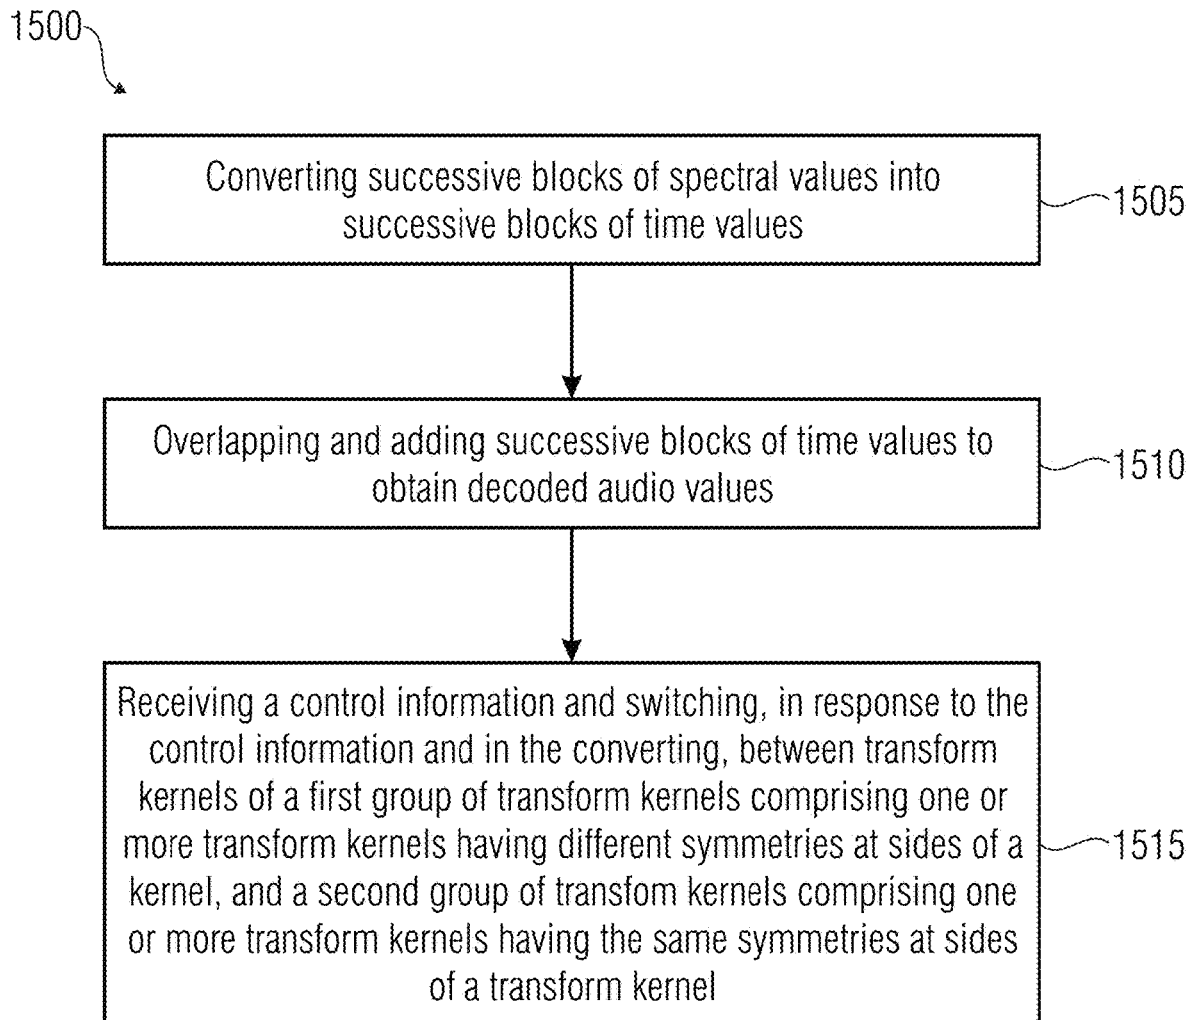 1500
Converting successive blocks of spectral values into
successive blocks of time values
1505
Overlapping and adding successive blocks of time values to
obtain decoded audio values
1510
Receiving a control information and switching, in response to the
control information and in the converting, between transform
kernels of a first group of transform kernels comprising one or
more transform kernels having different symmetries at sides of a
kernel, and a second group of transfom kernels comprising one
or more transform kernels having the same symmetries at sides
of a transform kernel
1515